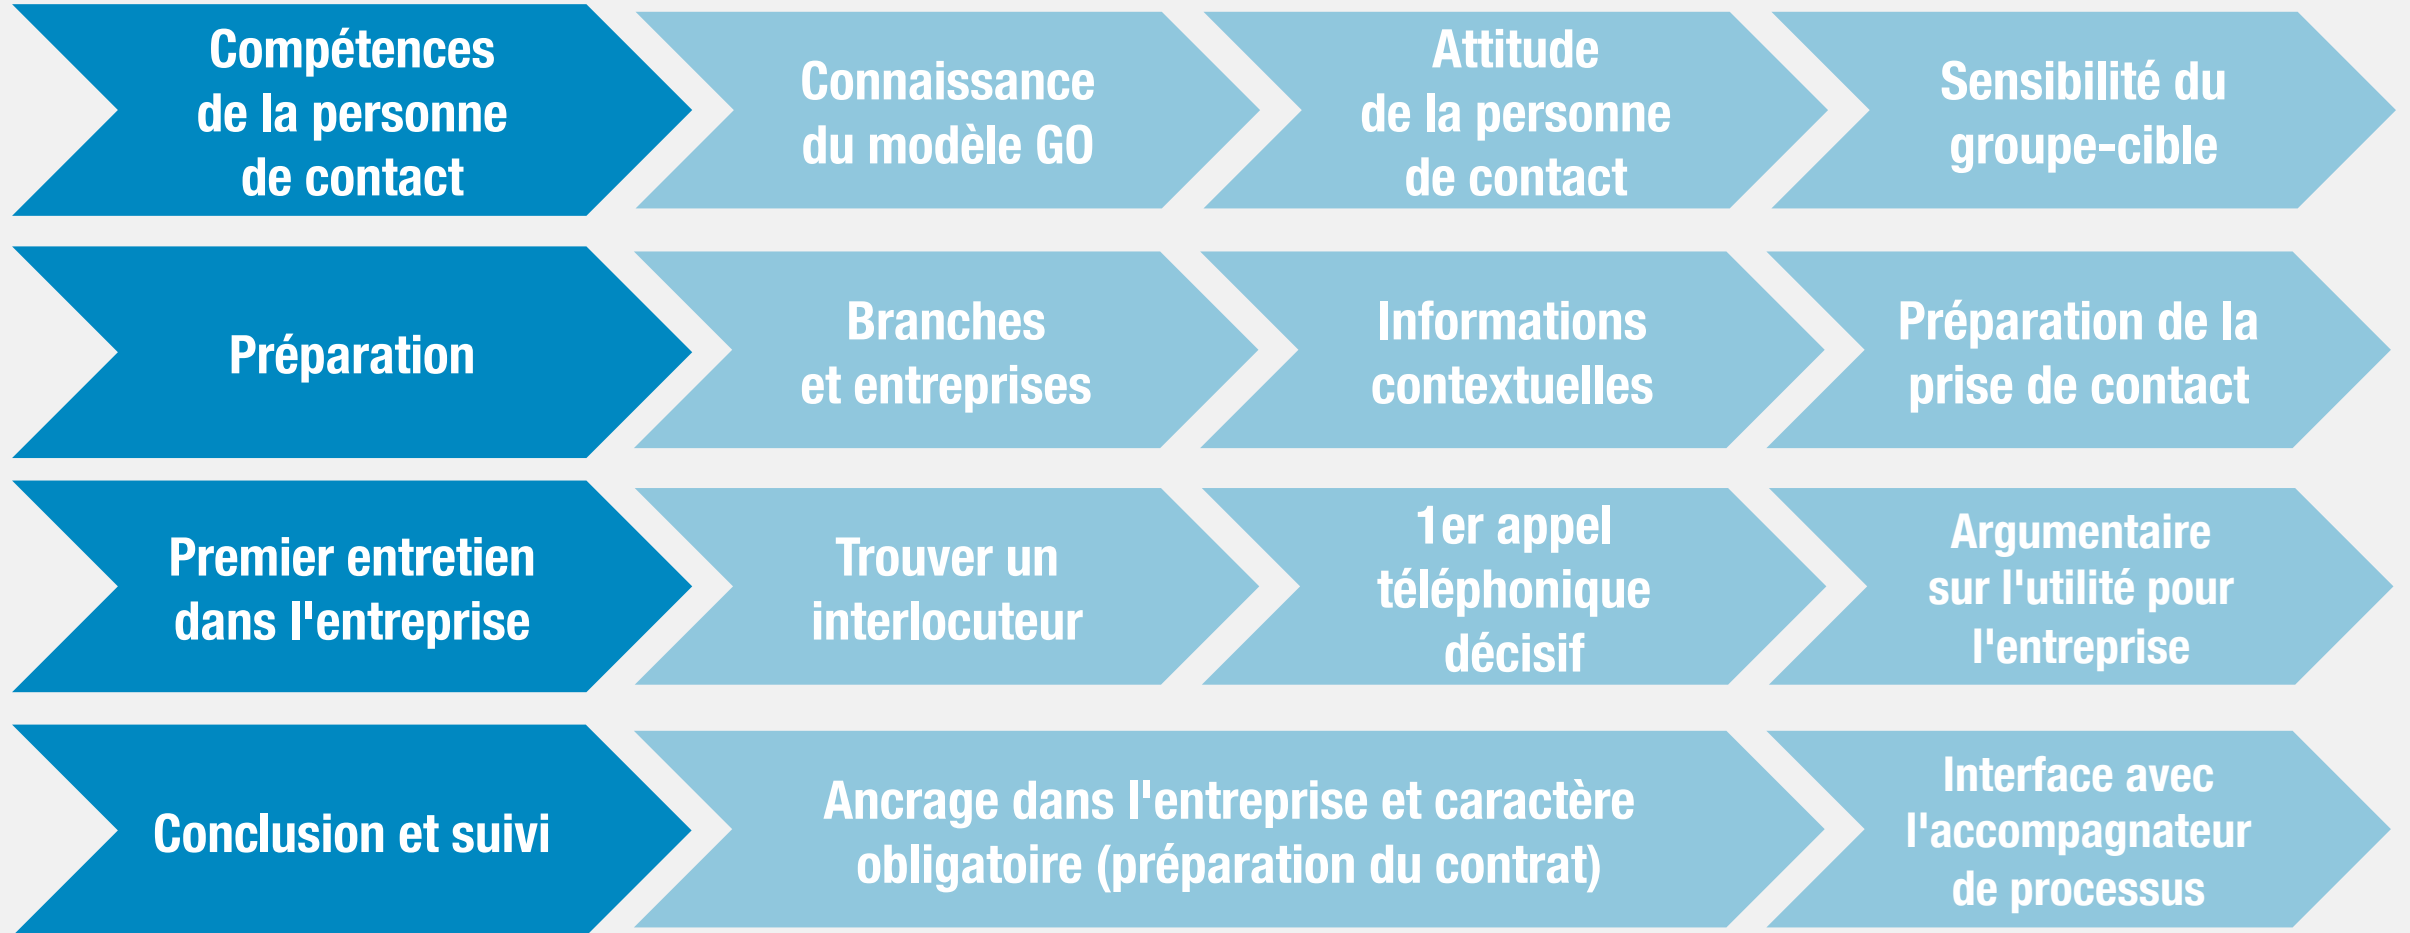 Compétences
de la personne
de contact
Connaissance
du modèle GO
Attitude
de la personne
de contact
Sensibilité du
groupe-cible
Préparation
Branches
et entreprises
Informations
contextuelles
Préparation de la
prise de contact
Premier entretien
dans l'entreprise
Trouver un
interlocuteur
1er appel
téléphonique
décisif
Argumentaire
sur l'utilité pour
l'entreprise
Conclusion et suivi
Ancrage dans l'entreprise et caractère
obligatoire (préparation du contrat)
Interface avec
l'accompagnateur
de processus